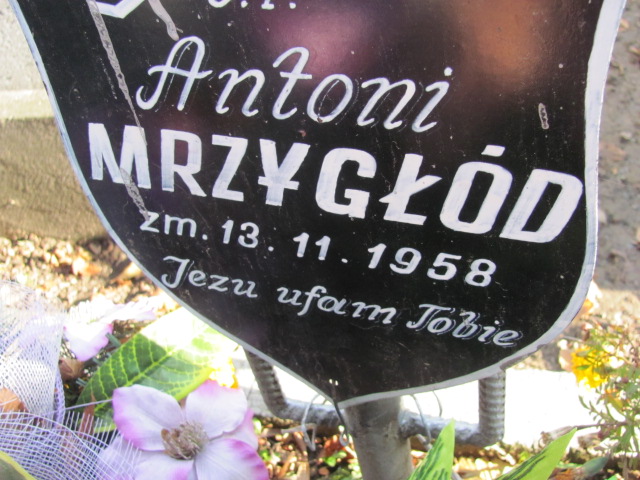 Ś.P.
Antoni
MRZYGŁÓD
zm. 13. 11. 1958
Jezu ufam Tobie